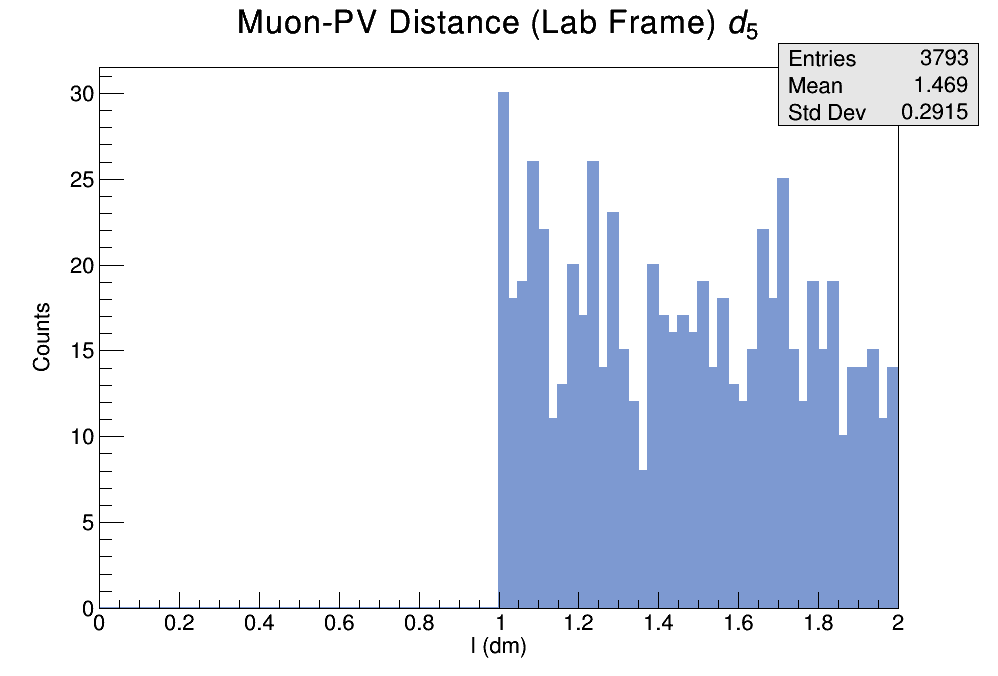 Muon-PV Distance (Lab Frame) d5
Entries 3793
Mean 1.469
Std Dev 0.2915
30
25
20
15
10
5
0
Counts
0 0.2 0.4 0.6 0.8 1 1.2 1.4 1.6 1.8 2
l (dm)